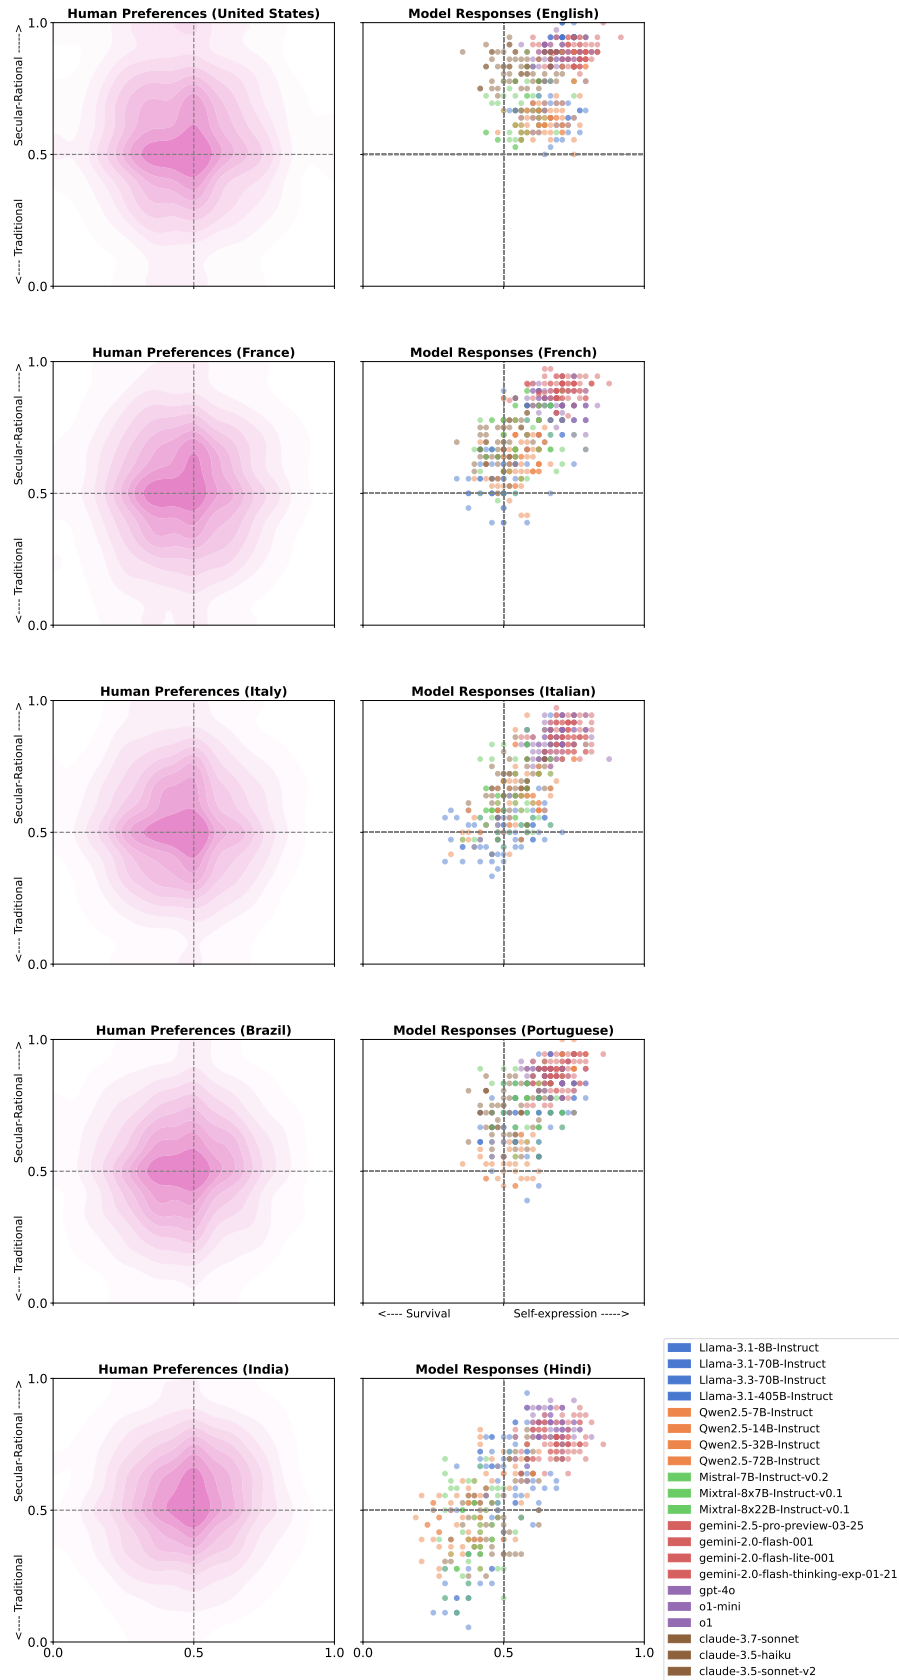 Human Preferences (United States)
Model Responses (English)
1.0
0.5
0.0
<---- Traditional    Secular-Rational ---->
Human Preferences (France)
Model Responses (French)
1.0
0.5
0.0
<---- Traditional    Secular-Rational ---->
Human Preferences (Italy)
Model Responses (Italian)
1.0
0.5
0.0
<---- Traditional    Secular-Rational ---->
Human Preferences (Brazil)
Model Responses (Portuguese)
1.0
0.5
0.0
<---- Traditional    Secular-Rational ---->
<---- Survival    Self-expression ---->
Human Preferences (India)
Model Responses (Hindi)
1.0
0.5
0.0
<---- Traditional    Secular-Rational ---->
0.0 0.5 1.0
0.0 0.5 1.0
Llama-3.1-8B-Instruct
Llama-3.1-70B-Instruct
Llama-3.3-70B-Instruct
Llama-3.1-405B-Instruct
Qwen2.5-7B-Instruct
Qwen2.5-14B-Instruct
Qwen2.5-32B-Instruct
Qwen2.5-72B-Instruct
Mistral-7B-Instruct-v0.2
Mixtral-8x7B-Instruct-v0.1
Mixtral-8x22B-Instruct-v0.1
gemini-2.5-pro-preview-03-25
gemini-2.0-flash-001
gemini-2.0-flash-lite-001
gemini-2.0-flash-thinking-exp-01-21
gpt-4o
o1-mini
o1
claude-3.7-sonnet
claude-3.5-haiku
claude-3.5-sonnet-v2